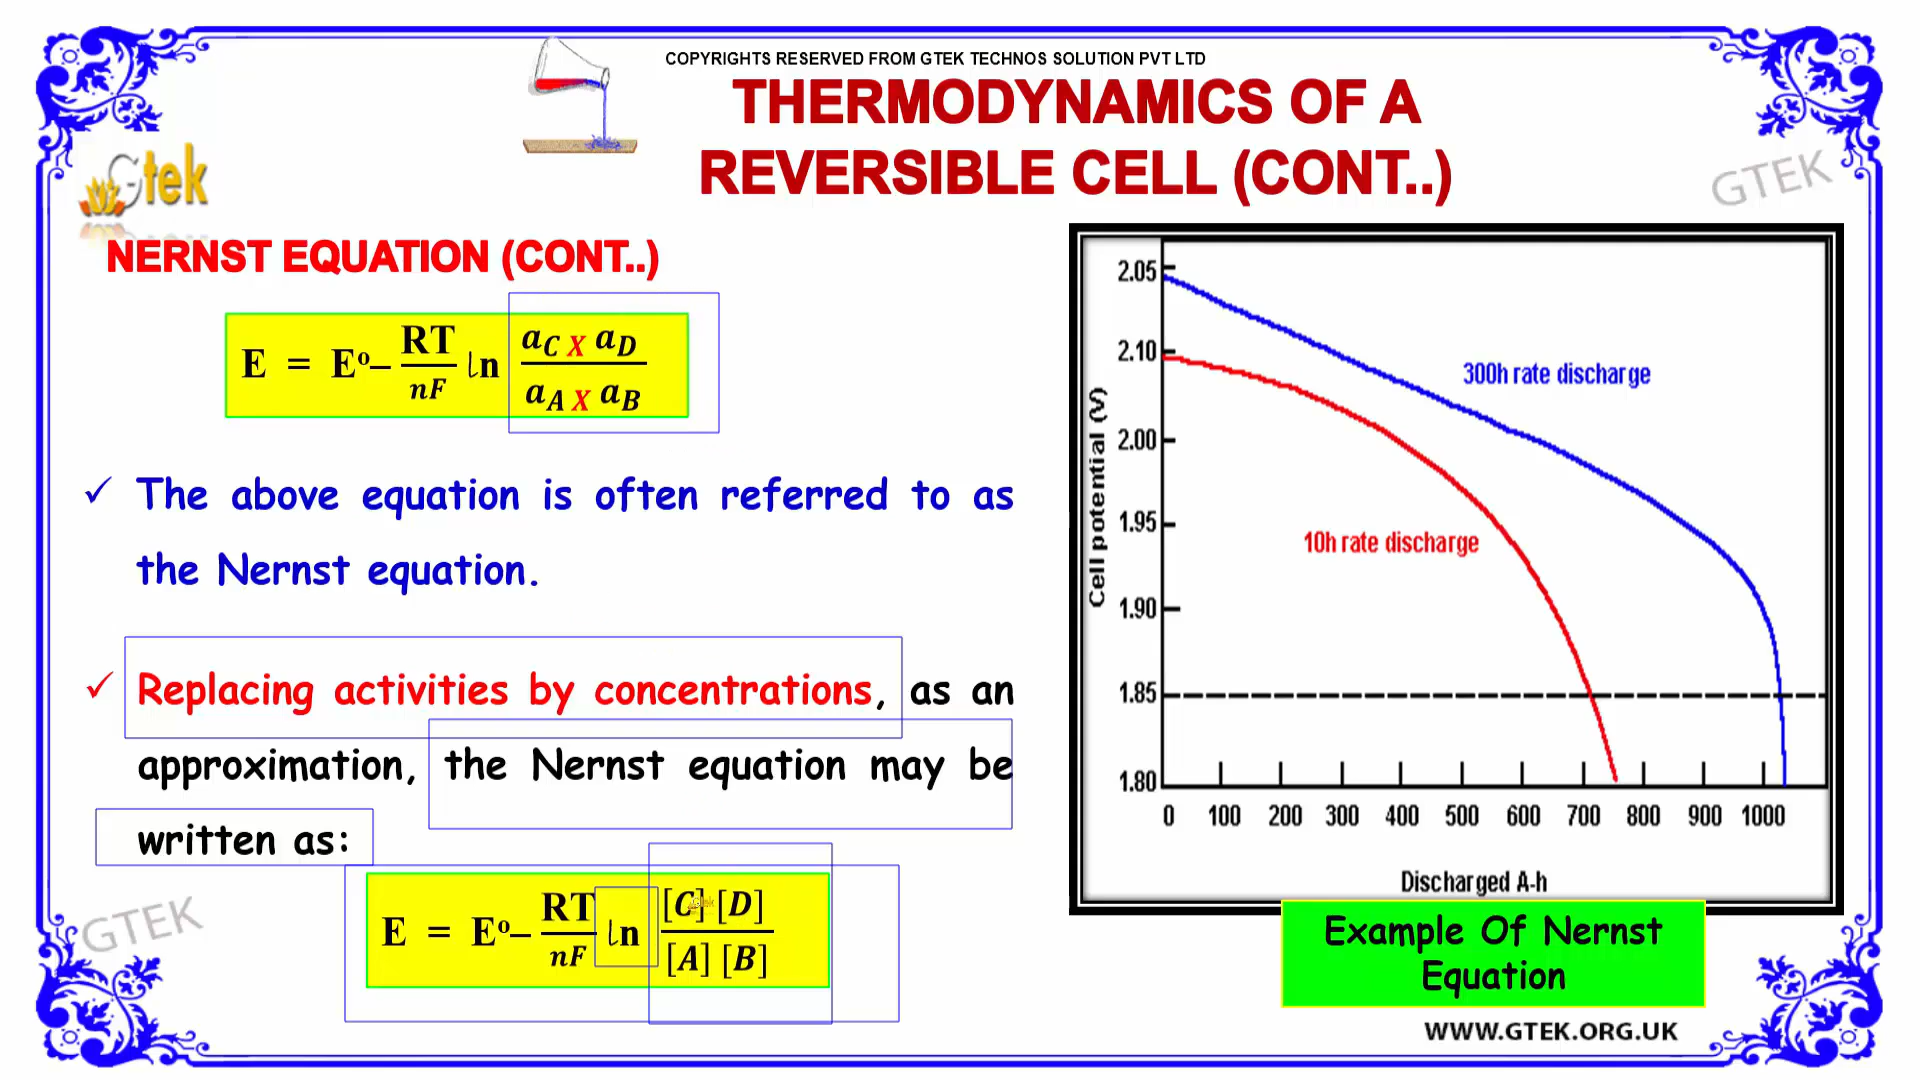 COPYRIGHTS RESERVED FROM GTEK TECHNOS SOLUTION PVT LTD
THERMODYNAMICS OF A
REVERSIBLE CELL (CONT..)
Gtek
GTEK
NERNST EQUATION (CONT..)
E = Eº– RT/nF ln aC X aD / aA X aB
✓ The above equation is often referred to as
the Nernst equation.
✓ Replacing activities by concentrations, as an
approximation, the Nernst equation may be
written as:
E = Eº– RT/nF ln [C] [D] / [A] [B]
GTEK
Cell potential (V)
2.05
2.10
2.00
1.95
1.90
1.85
1.80
300h rate discharge
10h rate discharge
0 100 200 300 400 500 600 700 800 900 1000
Discharged A-h
Example Of Nernst
Equation
WWW.GTEK.ORG.UK